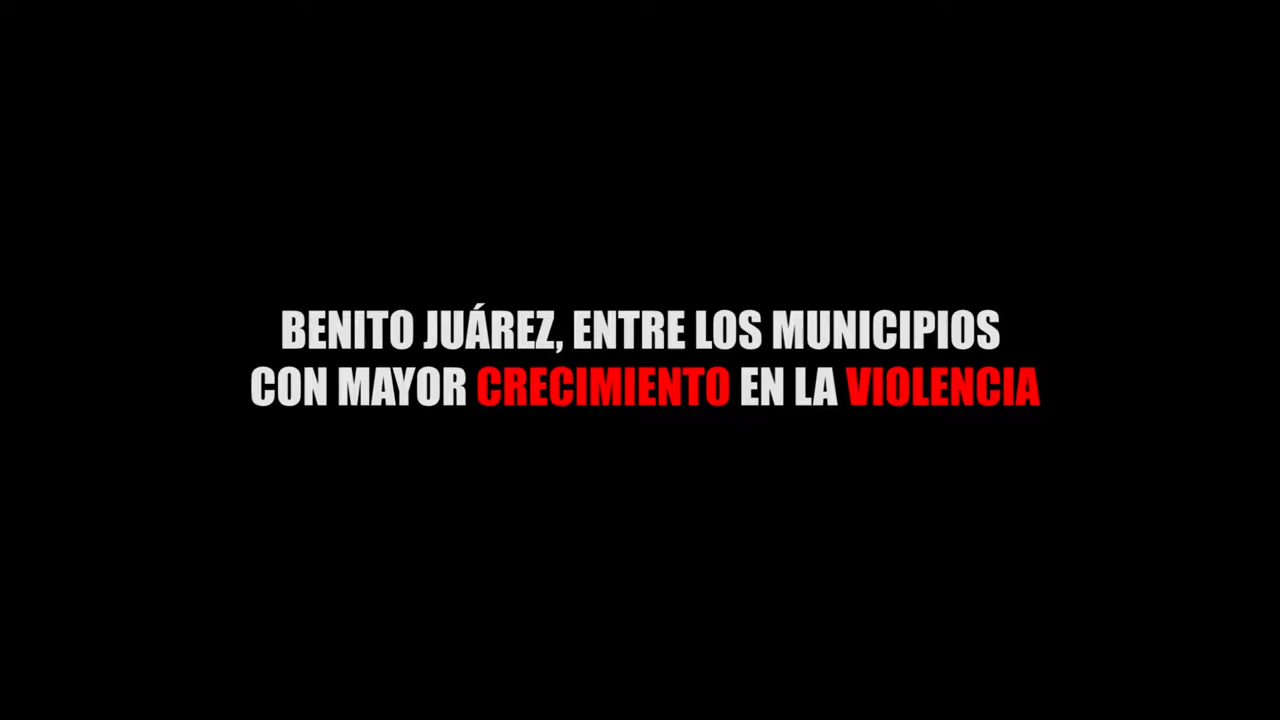 BENITO JUÁREZ, ENTRE LOS MUNICIPIOS
CON MAYOR CRECIMIENTO EN LA VIOLENCIA